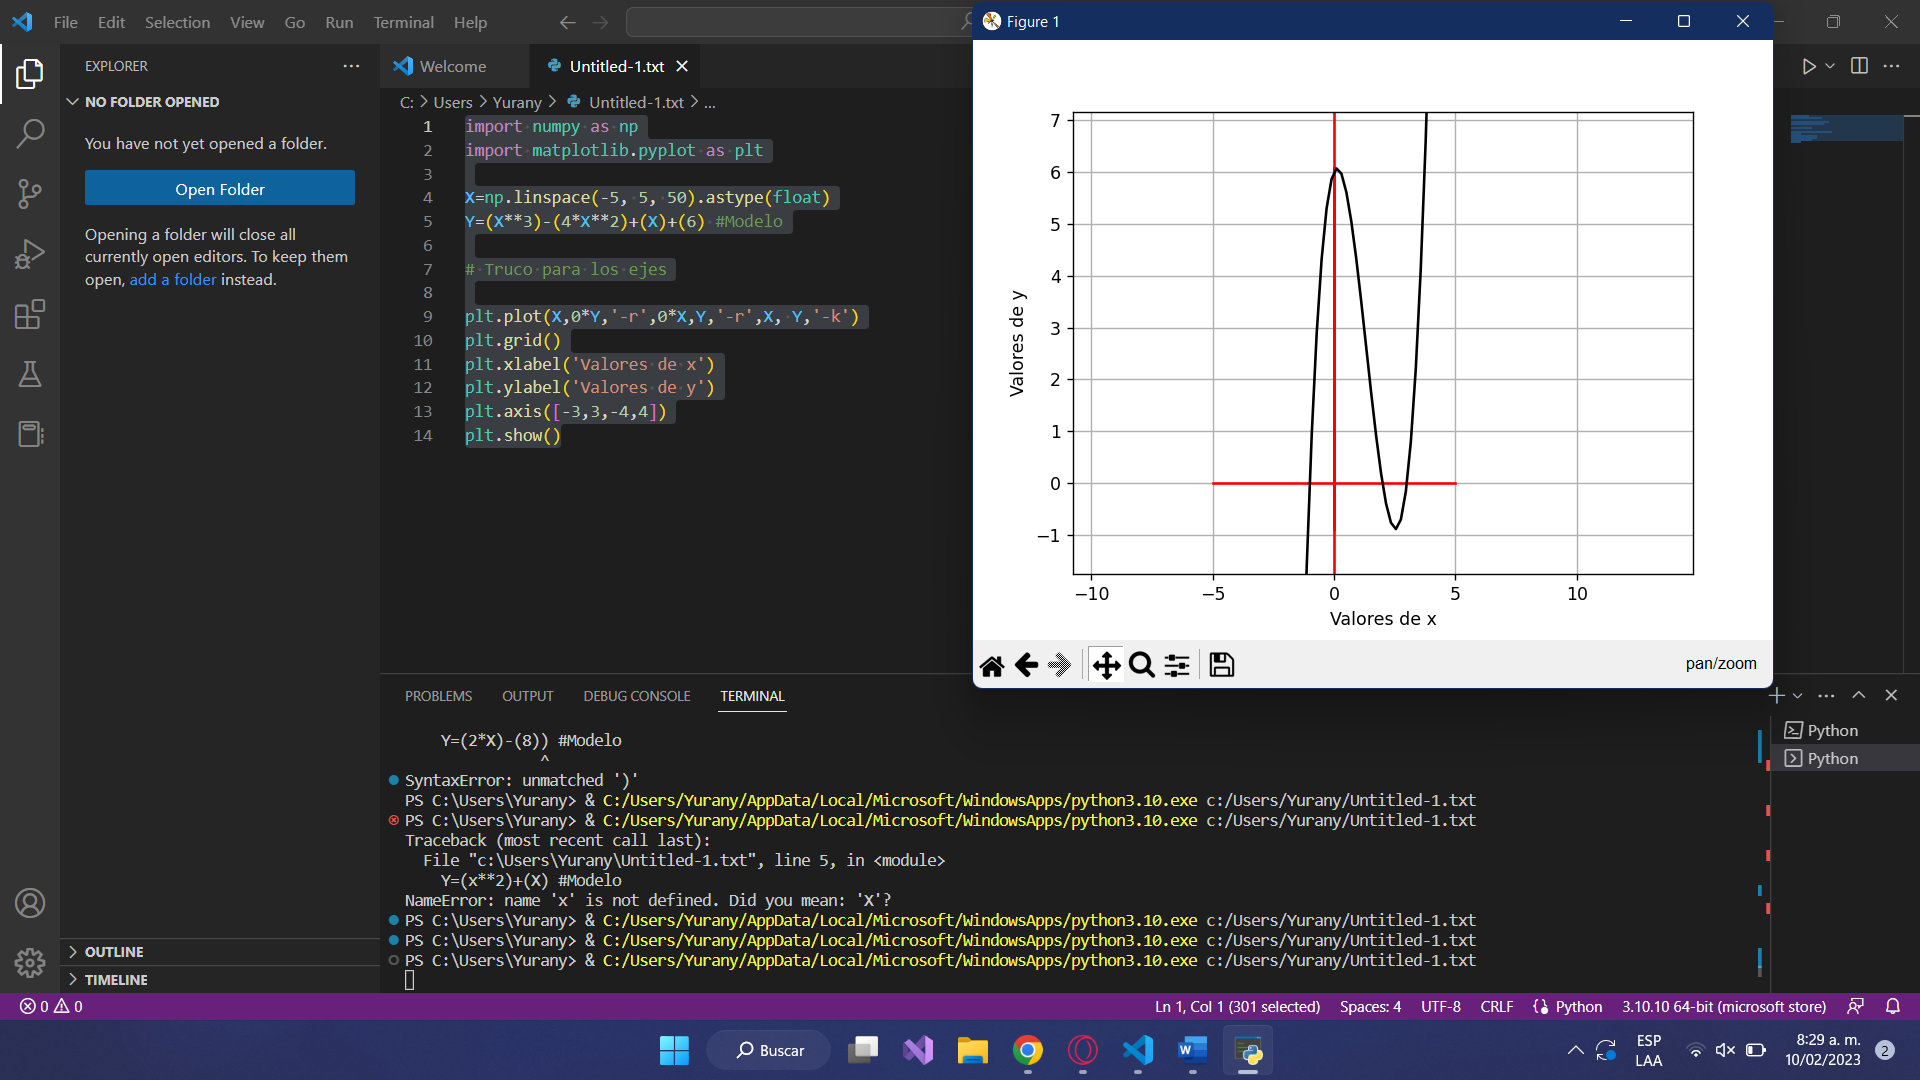 File Edit Selection View Go Run Terminal Help
Figure 1
EXPLORER
NO FOLDER OPENED
You have not yet opened a folder.
Open Folder
Opening a folder will close all
currently open editors. To keep them
open, add a folder instead.
OUTLINE
TIMELINE
Welcome
Untitled-1.txt
C: > Users > Yurany > Untitled-1.txt > ...
1 import numpy as np
2 import matplotlib.pyplot as plt
3
4 X=np.linspace(-5, 5, 50).astype(float)
5 Y=(X**3)-(4*X**2)+(X)+(6) #Modelo
6
7 # Truco para los ejes
8
9 plt.plot(X,0*Y,'-r',0*X,Y,'-r',X, Y,'-k')
10 plt.grid()
11 plt.xlabel('Valores de x')
12 plt.ylabel('Valores de y')
13 plt.axis([-3,3,-4,4])
14 plt.show()
Valores de y
7
6
5
4
3
2
1
0
−1
−10 −5 0 5 10
Valores de x
pan/zoom
PROBLEMS OUTPUT DEBUG CONSOLE TERMINAL
Y=(2*X)-(8)) #Modelo
^
SyntaxError: unmatched ')'
PS C:\Users\Yurany> & C:/Users/Yurany/AppData/Local/Microsoft/WindowsApps/python3.10.exe c:/Users/Yurany/Untitled-1.txt
PS C:\Users\Yurany> & C:/Users/Yurany/AppData/Local/Microsoft/WindowsApps/python3.10.exe c:/Users/Yurany/Untitled-1.txt
Traceback (most recent call last):
File "c:\Users\Yurany\Untitled-1.txt", line 5, in <module>
Y=(x**2)+(X) #Modelo
NameError: name 'x' is not defined. Did you mean: 'X'?
PS C:\Users\Yurany> & C:/Users/Yurany/AppData/Local/Microsoft/WindowsApps/python3.10.exe c:/Users/Yurany/Untitled-1.txt
PS C:\Users\Yurany> & C:/Users/Yurany/AppData/Local/Microsoft/WindowsApps/python3.10.exe c:/Users/Yurany/Untitled-1.txt
PS C:\Users\Yurany> & C:/Users/Yurany/AppData/Local/Microsoft/WindowsApps/python3.10.exe c:/Users/Yurany/Untitled-1.txt
Python
Python
0 0
Ln 1, Col 1 (301 selected) Spaces: 4 UTF-8 CRLF Python 3.10.10 64-bit (microsoft store)
Buscar
ESP
LAA
8:29 a. m.
10/02/2023
2